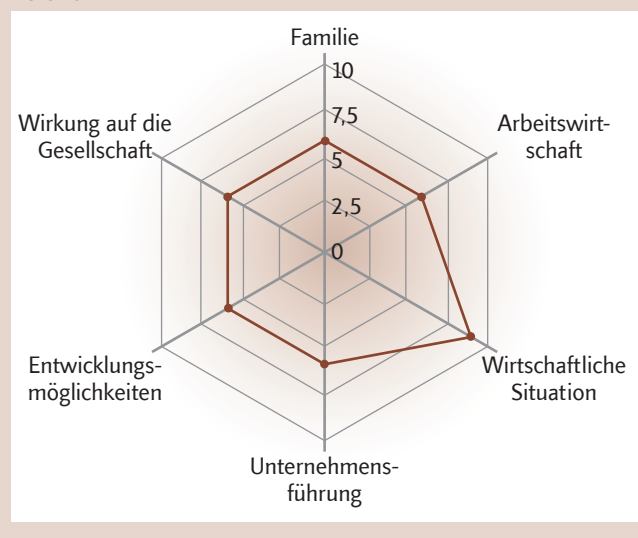 Familie
10
7,5
5
2,5
0
Wirkung auf die
Gesellschaft
Arbeitswirt-
schaft
Entwicklungs-
möglichkeiten
Wirtschaftliche
Situation
Unternehmens-
führung